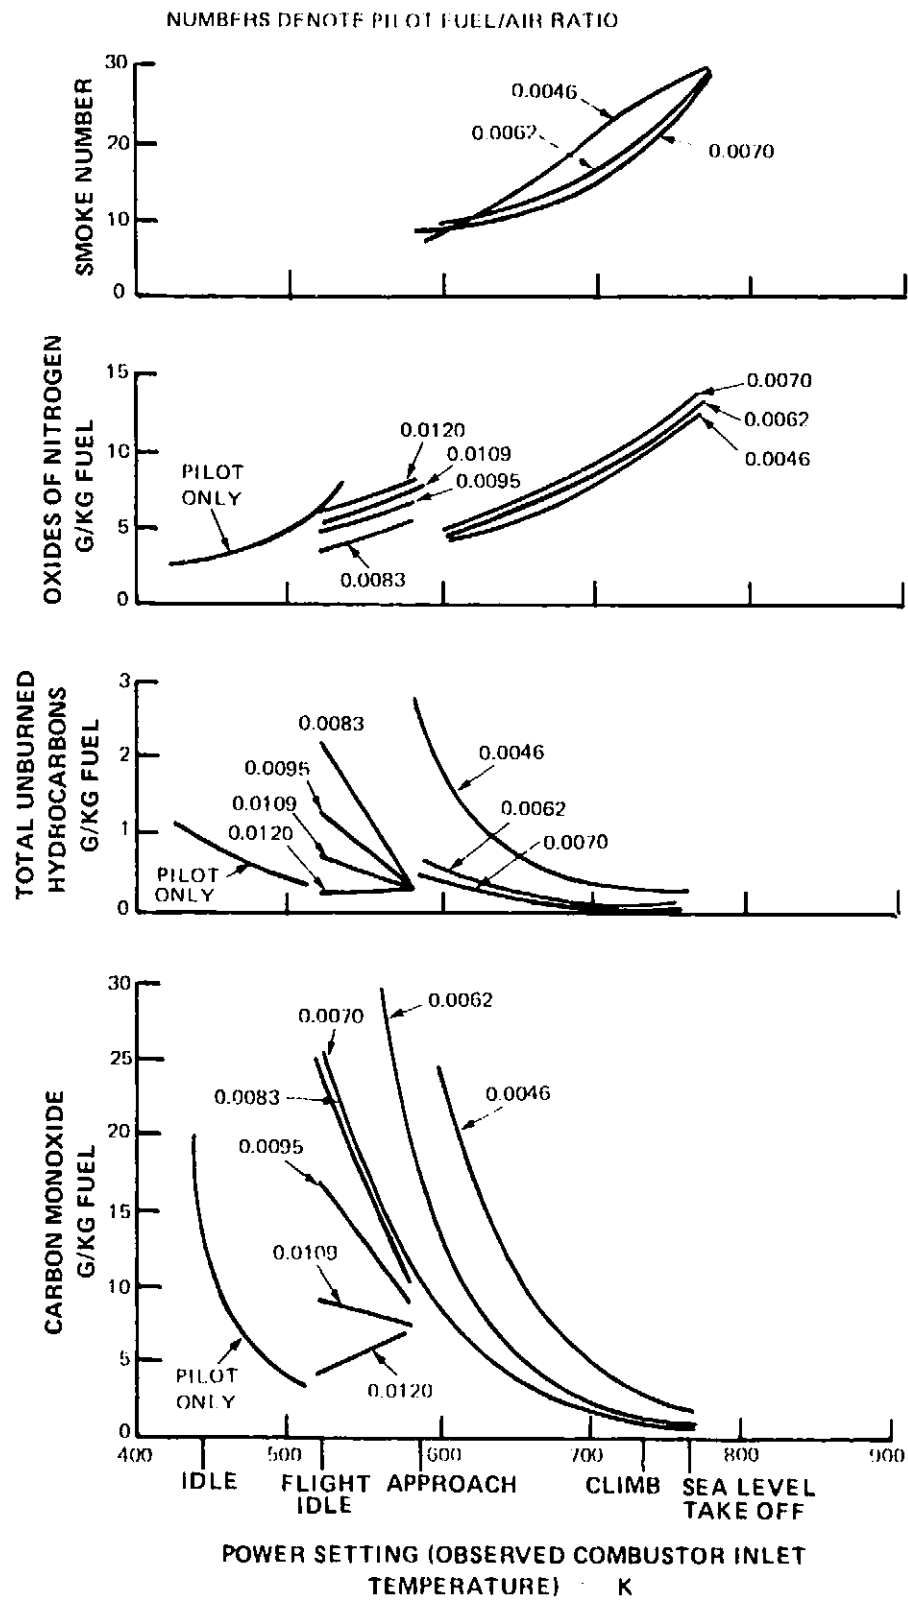 NUMBERS DENOTE PILOT FUEL/AIR RATIO
SMOKE NUMBER
30
20
10
0
0.0046
0.0062
0.0070
OXIDES OF NITROGEN
G/KG FUEL
15
10
5
0
PILOT
ONLY
0.0120
0.0109
0.0095
0.0083
0.0070
0.0062
0.0046
TOTAL UNBURNED
HYDROCARBONS
G/KG FUEL
3
2
1
0
0.0083
0.0095
0.0109
0.0120
PILOT
ONLY
0.0046
0.0062
0.0070
CARBON MONOXIDE
G/KG FUEL
30
25
20
15
10
5
0
0.0070
0.0062
0.0083
0.0046
0.0095
0.0109
PILOT
ONLY
0.0120
400 500 600 700 800 900
IDLE FLIGHT IDLE APPROACH CLIMB SEA LEVEL TAKE OFF
POWER SETTING (OBSERVED COMBUSTOR INLET
TEMPERATURE) K